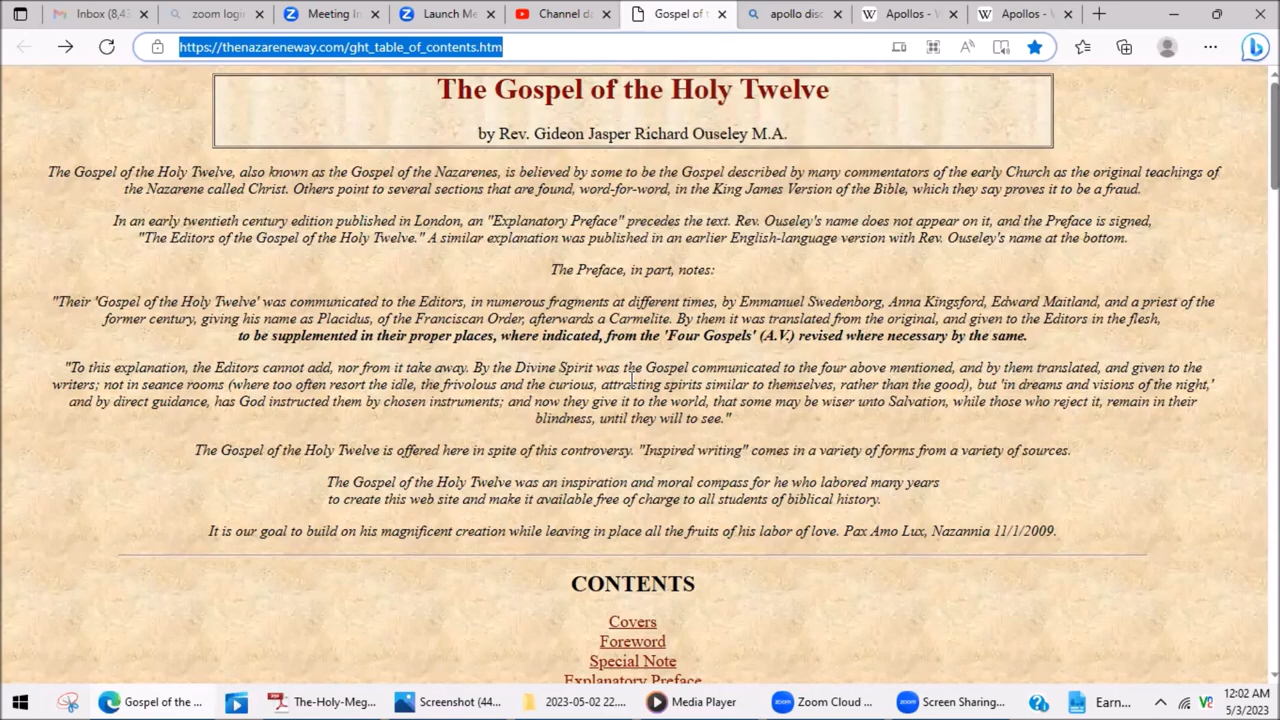 Inbox (8,43
zoom login
Meeting In
Launch Me
Channel da
Gospel of t
apollo disc
Apollos - W
Apollos - W
https://thenazareneway.com/ght_table_of_contents.htm
The Gospel of the Holy Twelve
by Rev. Gideon Jasper Richard Ouseley M.A.
The Gospel of the Holy Twelve, also known as the Gospel of the Nazarenes, is believed by some to be the Gospel described by many commentators of the early Church as the original teachings of
the Nazarene called Christ. Others point to several sections that are found, word-for-word, in the King James Version of the Bible, which they say proves it to be a fraud.
In an early twentieth century edition published in London, an "Explanatory Preface" precedes the text. Rev. Ouseley's name does not appear on it, and the Preface is signed,
"The Editors of the Gospel of the Holy Twelve." A similar explanation was published in an earlier English-language version with Rev. Ouseley's name at the bottom.
The Preface, in part, notes:
"Their 'Gospel of the Holy Twelve' was communicated to the Editors, in numerous fragments at different times, by Emmanuel Swedenborg, Anna Kingsford, Edward Maitland, and a priest of the
former century, giving his name as Placidus, of the Franciscan Order, afterwards a Carmelite. By them it was translated from the original, and given to the Editors in the flesh,
to be supplemented in their proper places, where indicated, from the 'Four Gospels' (A.V.) revised where necessary by the same.
"To this explanation, the Editors cannot add, nor from it take away. By the Divine Spirit was the Gospel communicated to the four above mentioned, and by them translated, and given to the
writers; not in seance rooms (where too often resort the idle, the frivolous and the curious, attracting spirits similar to themselves, rather than the good), but 'in dreams and visions of the night,'
and by direct guidance, has God instructed them by chosen instruments; and now they give it to the world, that some may be wiser unto Salvation, while those who reject it, remain in their
blindness, until they will to see."
The Gospel of the Holy Twelve is offered here in spite of this controversy. "Inspired writing" comes in a variety of forms from a variety of sources.
The Gospel of the Holy Twelve was an inspiration and moral compass for he who labored many years
to create this web site and make it available free of charge to all students of biblical history.
It is our goal to build on his magnificent creation while leaving in place all the fruits of his labor of love. Pax Amo Lux, Nazannia 11/1/2009.
CONTENTS
Covers
Foreword
Special Note
Explanatory Preface
Gospel of the ...
The-Holy-Meg...
Screenshot (44...
2023-05-02 22....
Media Player
Zoom Cloud ...
Screen Sharing...
Earn...
12:02 AM
5/3/2023